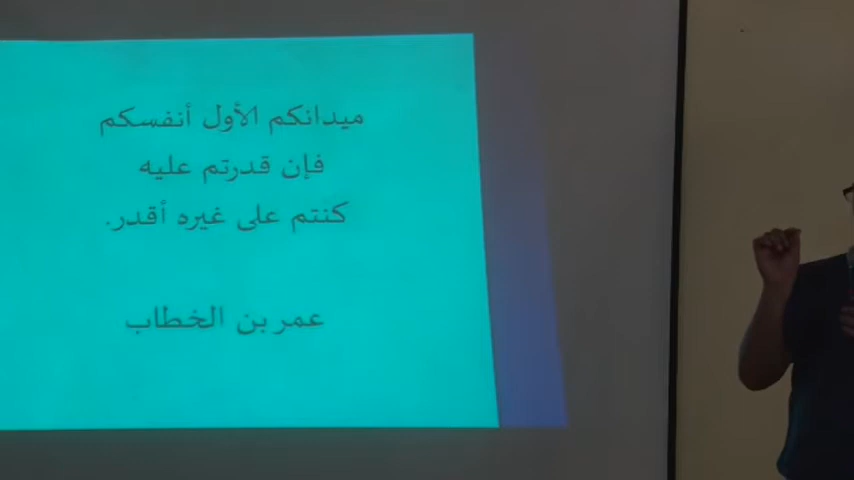 ميدانكم الأول أنفسكم
فإن قدرتم عليه
كنتم على غيره أقدر.
عمر بن الخطاب